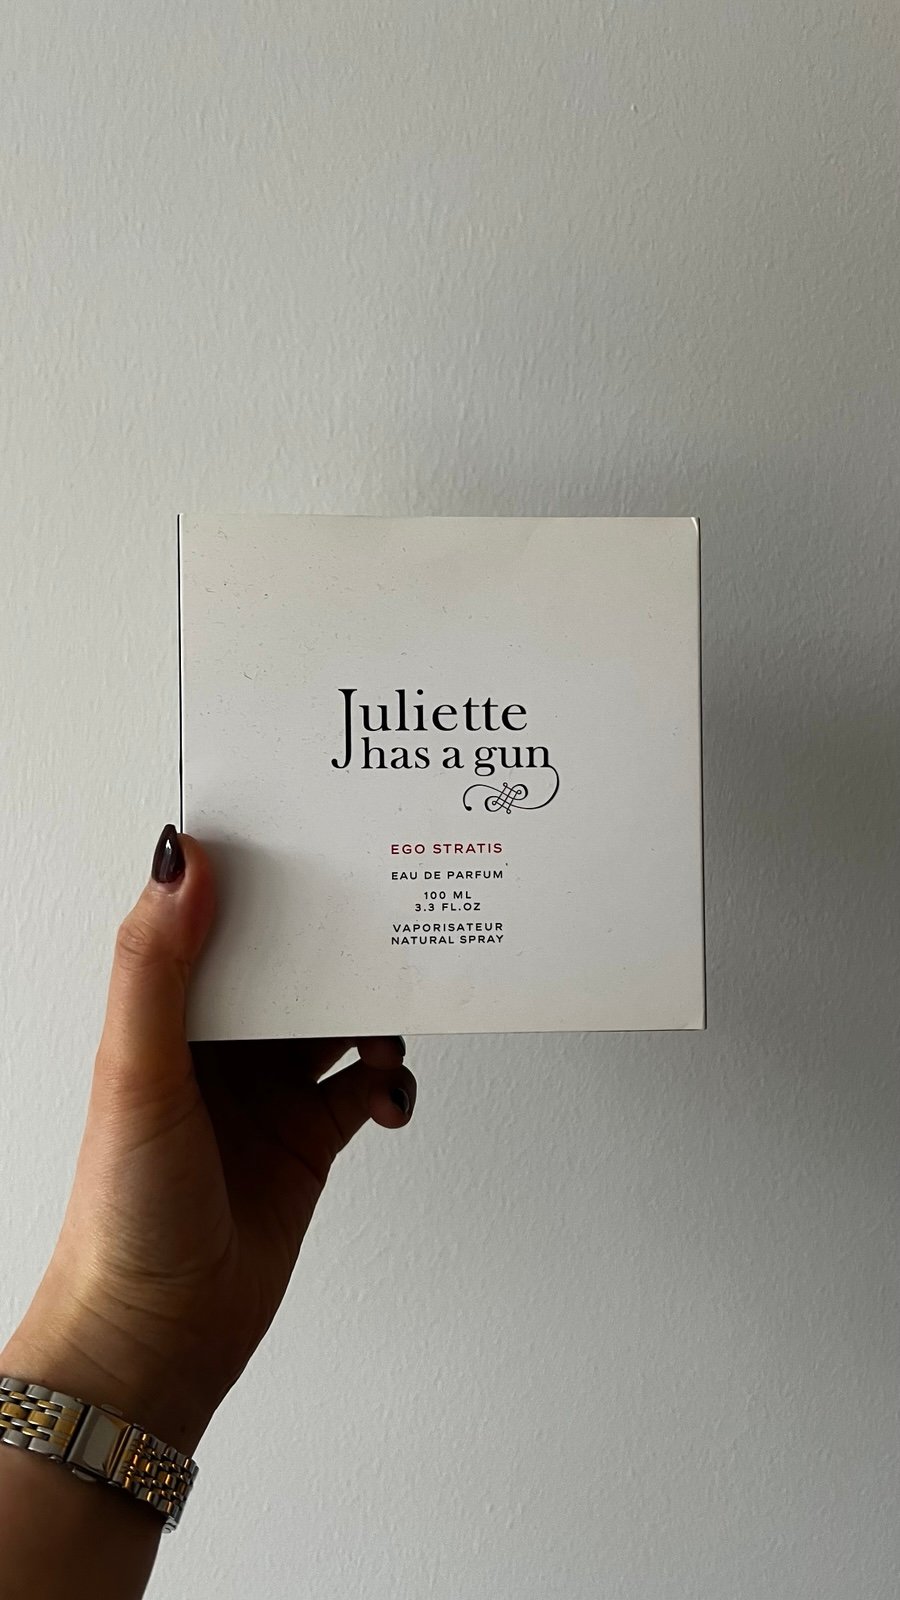 Juliette
has a gun
EGO STRATIS
EAU DE PARFUM
100 ML
3.3 FL.OZ
VAPORISATEUR
NATURAL SPRAY